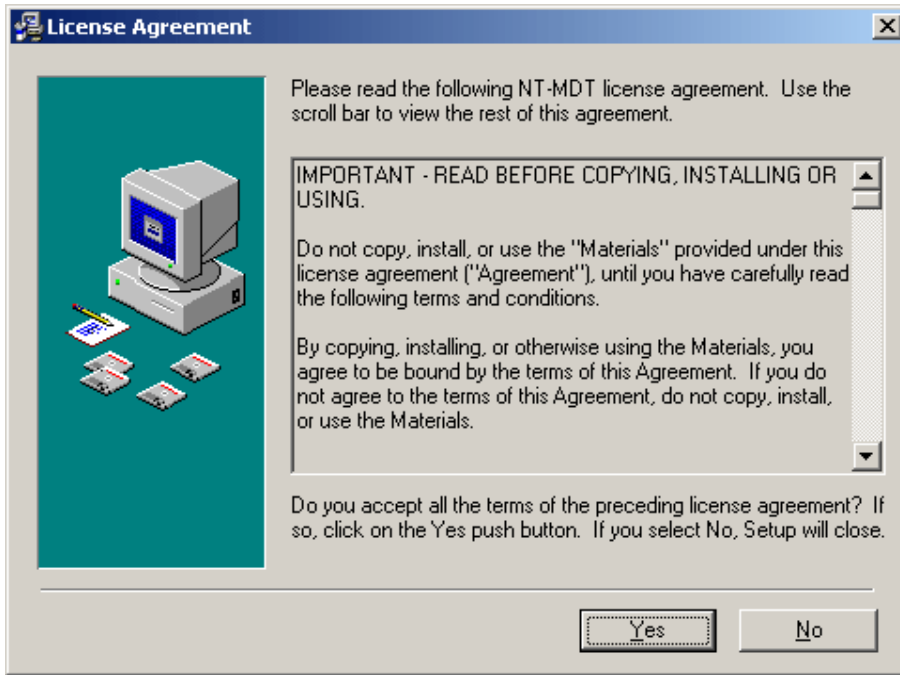 License Agreement
Please read the following NT-MDT license agreement. Use the
scroll bar to view the rest of this agreement.
IMPORTANT - READ BEFORE COPYING, INSTALLING OR
USING.
Do not copy, install, or use the "Materials" provided under this
license agreement ("Agreement"), until you have carefully read
the following terms and conditions.
By copying, installing, or otherwise using the Materials, you
agree to be bound by the terms of this Agreement. If you do
not agree to the terms of this Agreement, do not copy, install,
or use the Materials.
Do you accept all the terms of the preceding license agreement? If
so, click on the Yes push button. If you select No, Setup will close.
Yes
No